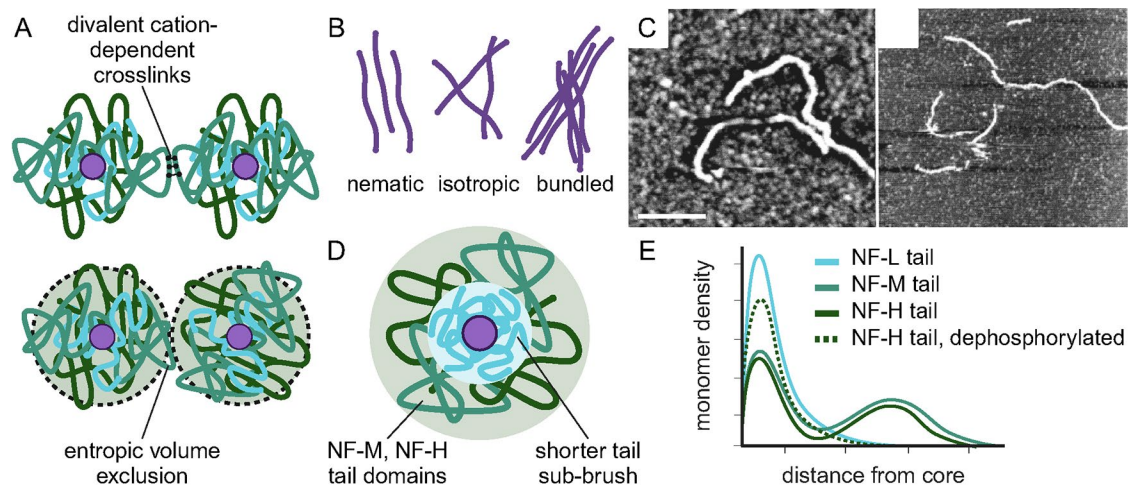 A
divalent cation-
dependent
crosslinks
entropic volume
exclusion
B
nematic
isotropic
bundled
C
D
NF-M, NF-H
tail domains
shorter tail
sub-brush
E
monomer density
distance from core
NF-L tail
NF-M tail
NF-H tail
NF-H tail, dephosphorylated